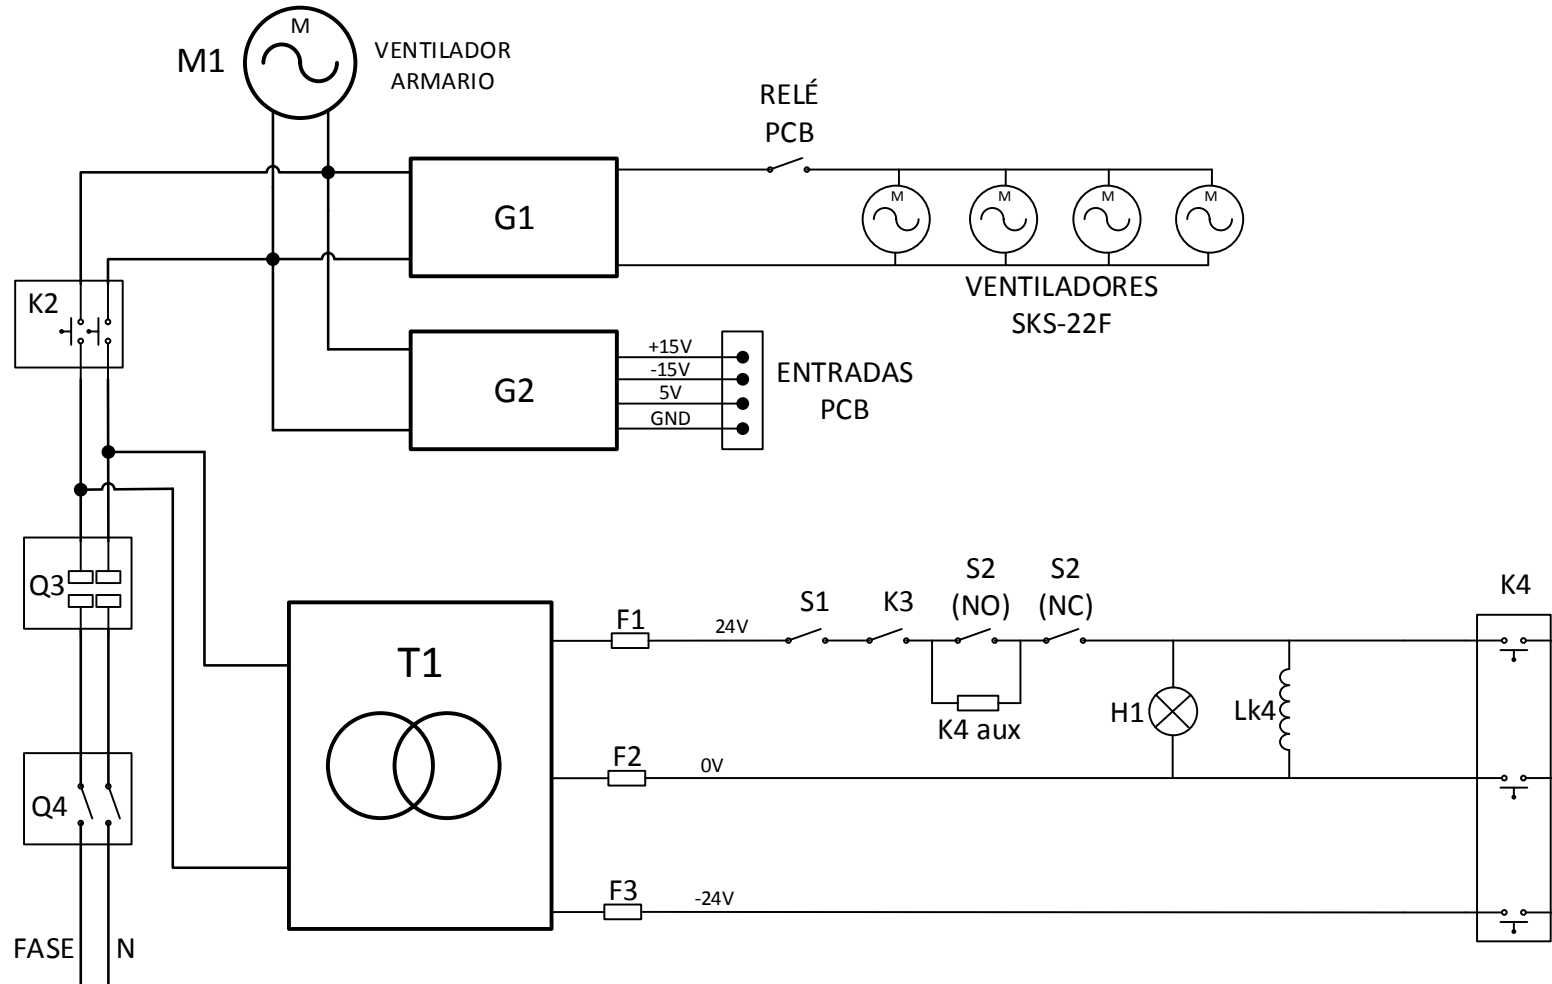 M
M1
VENTILADOR
ARMARIO
RELÉ
PCB
G1
M
M
M
M
VENTILADORES
SKS-22F
K2
G2
+15V
-15V
5V
GND
ENTRADAS
PCB
Q3
T1
F1
24V
S1
K3
S2
(NO)
S2
(NC)
K4
K4 aux
H1
Lk4
F2
0V
Q4
F3
-24V
FASE
N